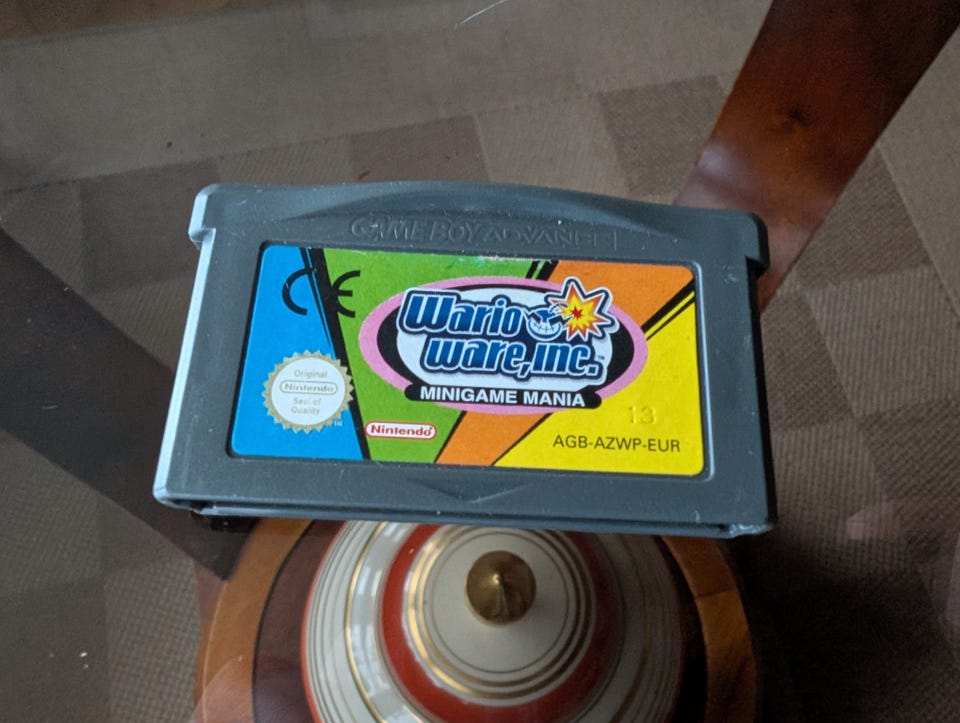 GAME BOY ADVANCE
CE
Wario
ware,inc.™
MINIGAME MANIA
Original
Nintendo
Seal of
Quality
Nintendo
13
AGB-AZWP-EUR